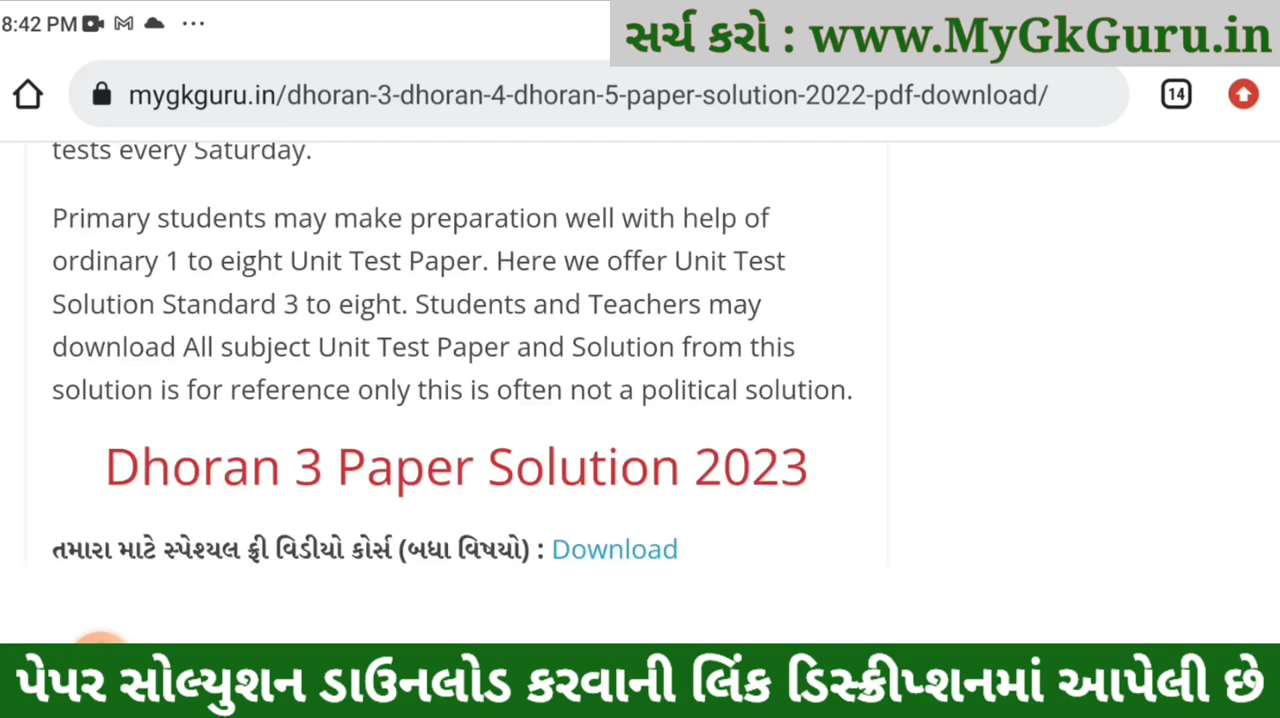 8:42 PM
સર્ચ કરો : www.MyGkGuru.in
mygkguru.in/dhoran-3-dhoran-4-dhoran-5-paper-solution-2022-pdf-download/
14
tests every Saturday.
Primary students may make preparation well with help of
ordinary 1 to eight Unit Test Paper. Here we offer Unit Test
Solution Standard 3 to eight. Students and Teachers may
download All subject Unit Test Paper and Solution from this
solution is for reference only this is often not a political solution.
Dhoran 3 Paper Solution 2023
તમારા માટે સ્પેશ્યલ ફ્રી વિડીયો કોર્સ (બધા વિષયો) : Download
પેપર સોલ્યુશન ડાઉનલોડ કરવાની લિંક ડિસ્ક્રીપ્શનમાં આપેલી છે